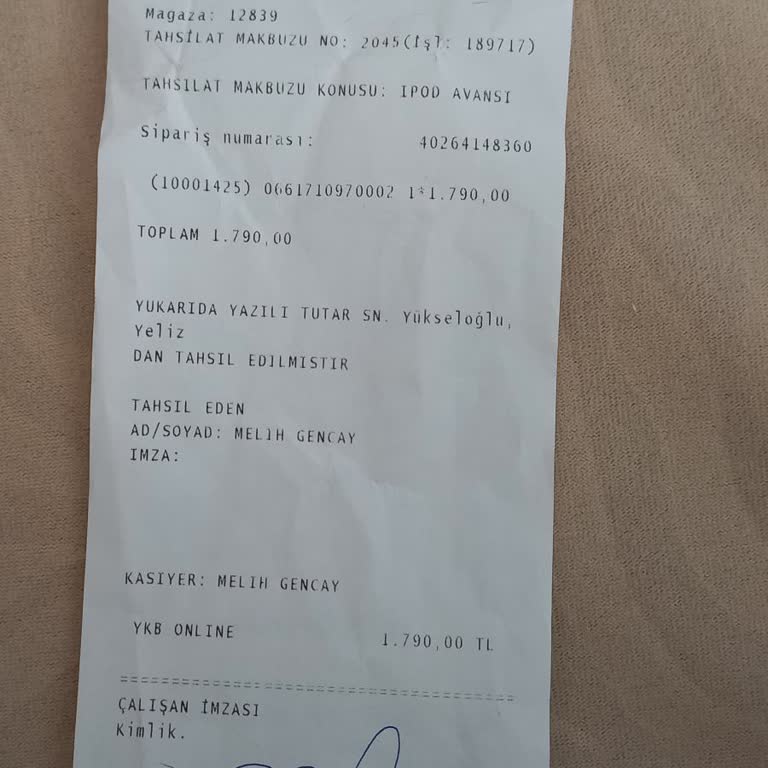 Magaza: 12839
TAHSİLAT MAKBUZU NO: 2045(İşl: 189717)
TAHSILAT MAKBUZU KONUSU: IPOD AVANSI
Sipariş numarası: 40264148360
(10001425) 0661710970002 1*1.790,00
TOPLAM 1.790,00
YUKARIDA YAZILI TUTAR SN. Yükseloğlu,
Yeliz
DAN TAHSIL EDILMISTIR
TAHSIL EDEN
AD/SOYAD: MELIH GENCAY
IMZA:
KASIYER: MELIH GENCAY
YKB ONLINE 1.790,00 TL
================================================
ÇALIŞAN İMZASI
Kimlik.